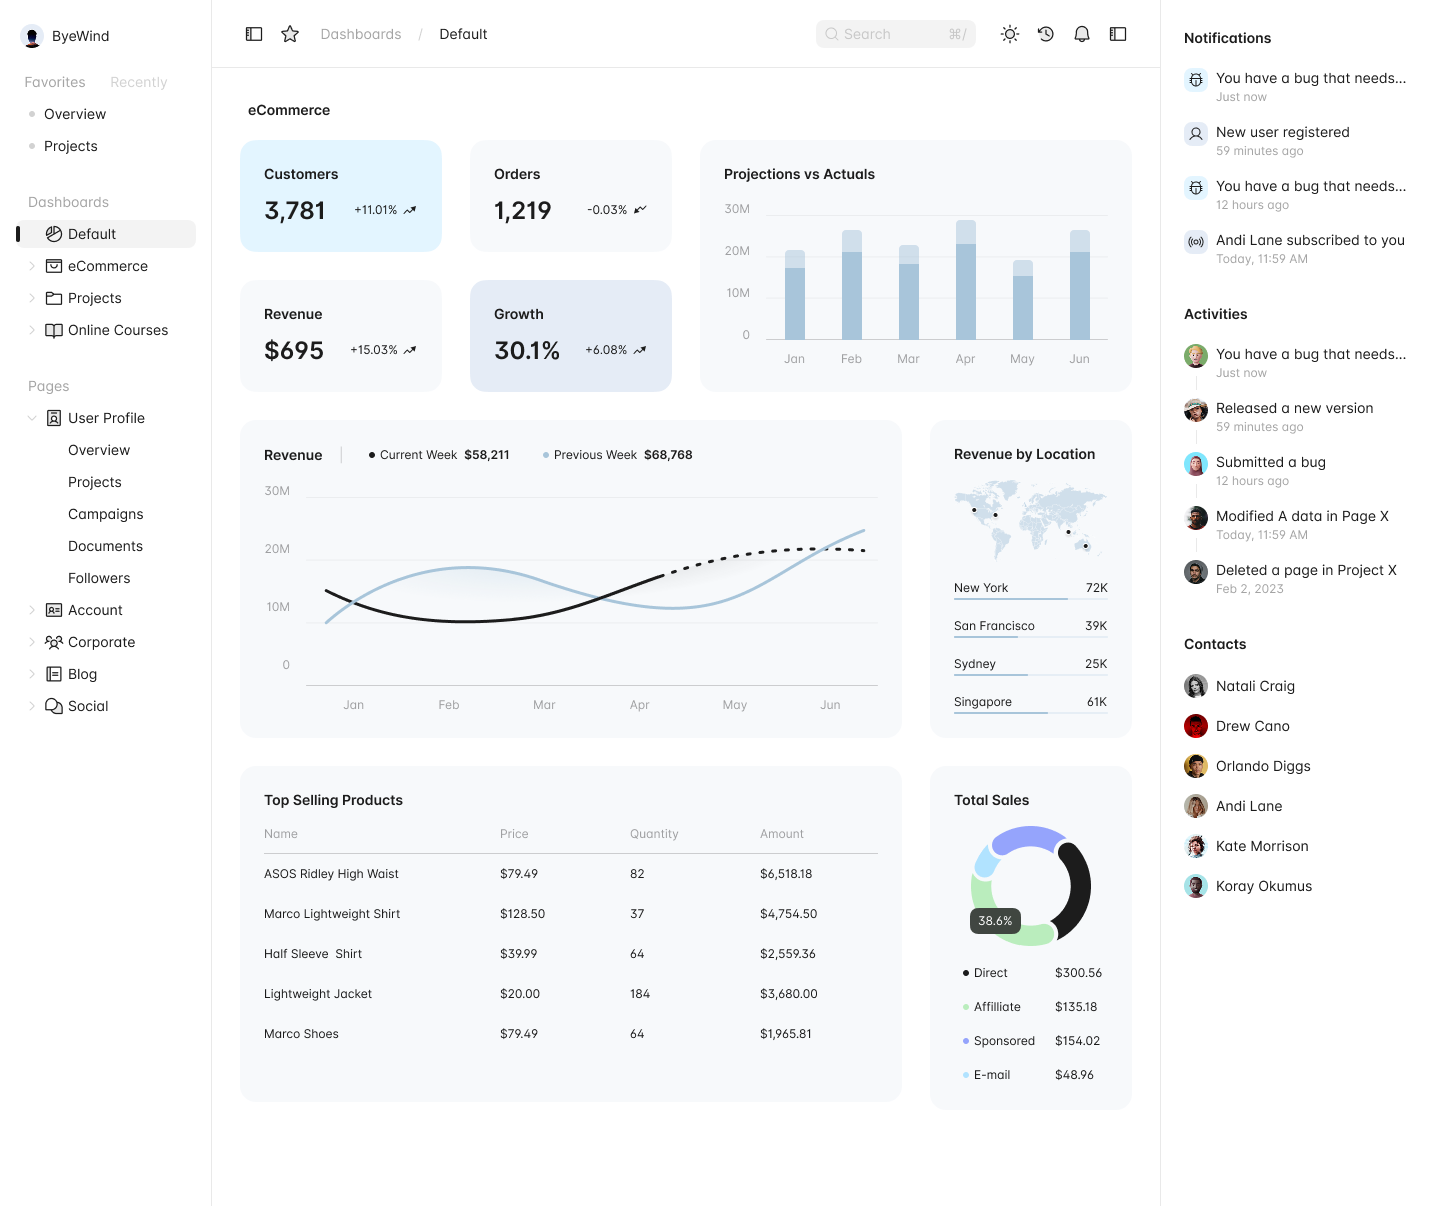 ByeWind
Favorites Recently
Overview
Projects
Dashboards
Default
eCommerce
Projects
Online Courses
Pages
User Profile
Overview
Projects
Campaigns
Documents
Followers
Account
Corporate
Blog
Social
Dashboards / Default
Search ⌘/
eCommerce
Customers
3,781 +11.01%
Orders
1,219 -0.03%
Revenue
$695 +15.03%
Growth
30.1% +6.08%
Projections vs Actuals
30M
20M
10M
0
Jan Feb Mar Apr May Jun
Revenue Current Week $58,211 Previous Week $68,768
30M
20M
10M
0
Jan Feb Mar Apr May Jun
Revenue by Location
New York 72K
San Francisco 39K
Sydney 25K
Singapore 61K
Top Selling Products
Name Price Quantity Amount
ASOS Ridley High Waist $79.49 82 $6,518.18
Marco Lightweight Shirt $128.50 37 $4,754.50
Half Sleeve  Shirt $39.99 64 $2,559.36
Lightweight Jacket $20.00 184 $3,680.00
Marco Shoes $79.49 64 $1,965.81
Total Sales
38.6%
Direct $300.56
Affilliate $135.18
Sponsored $154.02
E-mail $48.96
Notifications
You have a bug that needs...
Just now
New user registered
59 minutes ago
You have a bug that needs...
12 hours ago
Andi Lane subscribed to you
Today, 11:59 AM
Activities
You have a bug that needs...
Just now
Released a new version
59 minutes ago
Submitted a bug
12 hours ago
Modified A data in Page X
Today, 11:59 AM
Deleted a page in Project X
Feb 2, 2023
Contacts
Natali Craig
Drew Cano
Orlando Diggs
Andi Lane
Kate Morrison
Koray Okumus